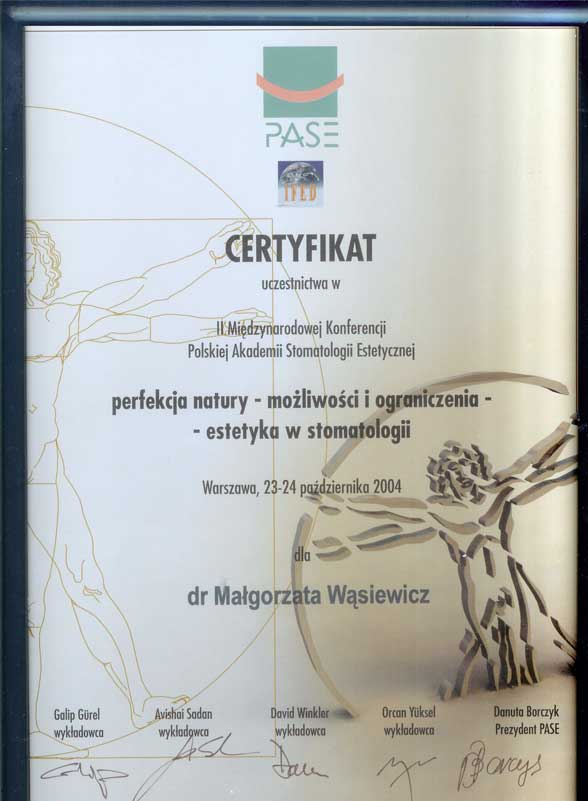 PASE
IFED
CERTYFIKAT
uczestnictwa w
II Międzynarodowej Konferencji
Polskiej Akademii Stomatologii Estetycznej
perfekcja natury - możliwości i ograniczenia -
- estetyka w stomatologii
Warszawa, 23-24 października 2004
dla
dr Małgorzata Wąsiewicz
Galip Gürel
wykładowca
Avishai Sadan
wykładowca
David Winkler
wykładowca
Orcan Yüksel
wykładowca
Danuta Borczyk
Prezydent PASE